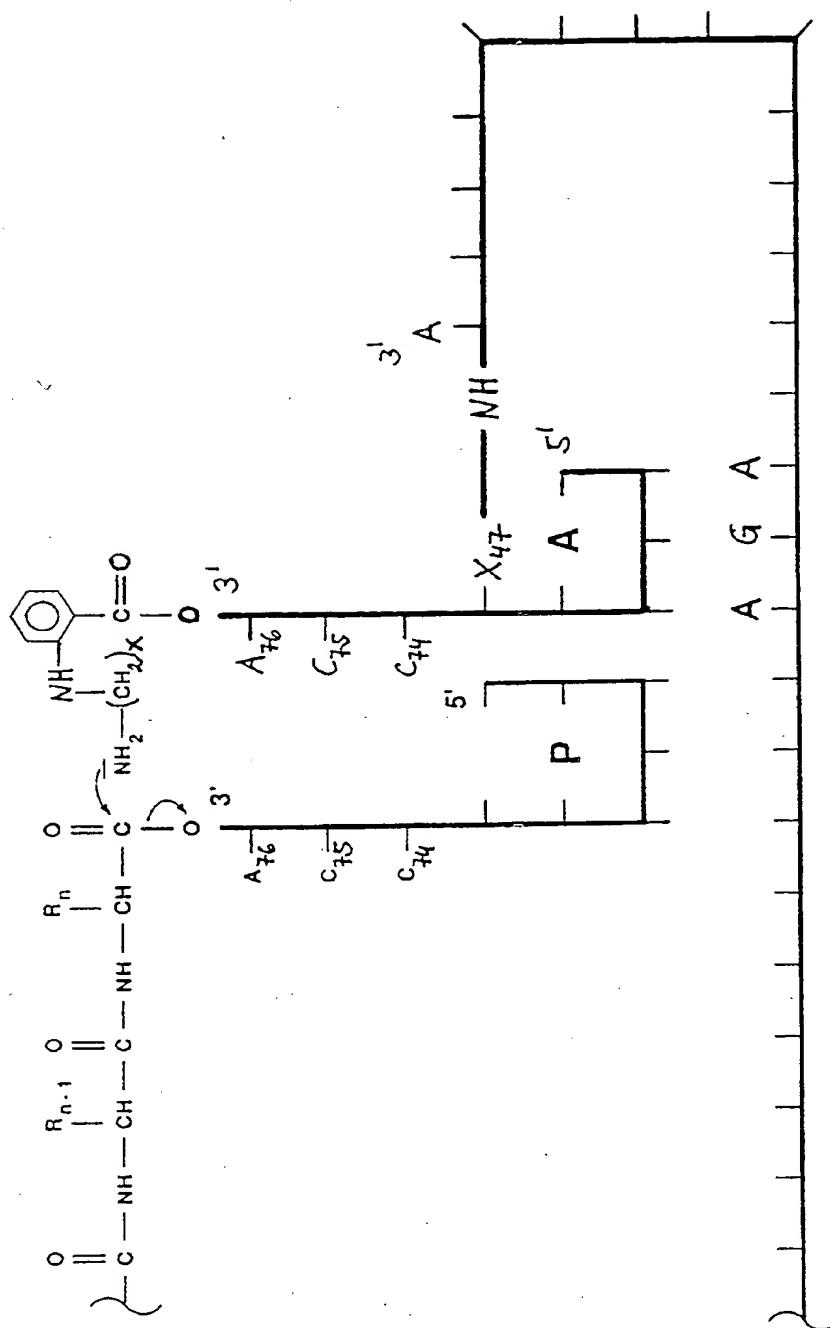 O R n-1 O R n O
C — NH — CH — C — NH — CH — C NH2 — (CH2)x
NH
C=O
O 3' O 3'
A76 A76
C75 C75
C74 C74
3' A
5' X47 — NH
P A 5'
A G A